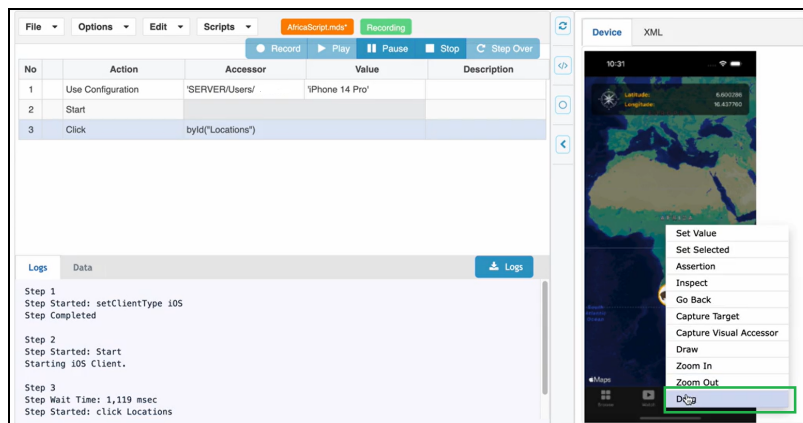 File Options Edit Scripts AfricaScript.mds* Recording
Record Play Pause Stop Step Over
No Action Accessor Value Description
1 Use Configuration 'SERVER/Users/ 'iPhone 14 Pro'
2 Start
3 Click byId("Locations")
Logs Data Logs
Step 1
Step Started: setClientType iOS
Step Completed
Step 2
Step Started: Start
Starting iOS Client.
Step 3
Step Wait Time: 1,119 msec
Step Started: click Locations
Device XML
10:31
Latitude: 6.600286
Longitude: 16.437760
Set Value
Set Selected
Assertion
Inspect
Go Back
Capture Target
Capture Visual Accessor
Draw
Zoom In
Zoom Out
Drag
Maps